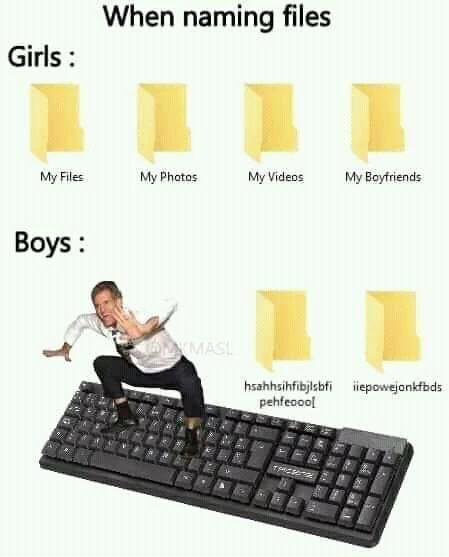 When naming files
Girls :
My Files
My Photos
My Videos
My Boyfriends
Boys :
hsahhsihfibjlsbfi
pehfeooo[
iiepowejonkfbds